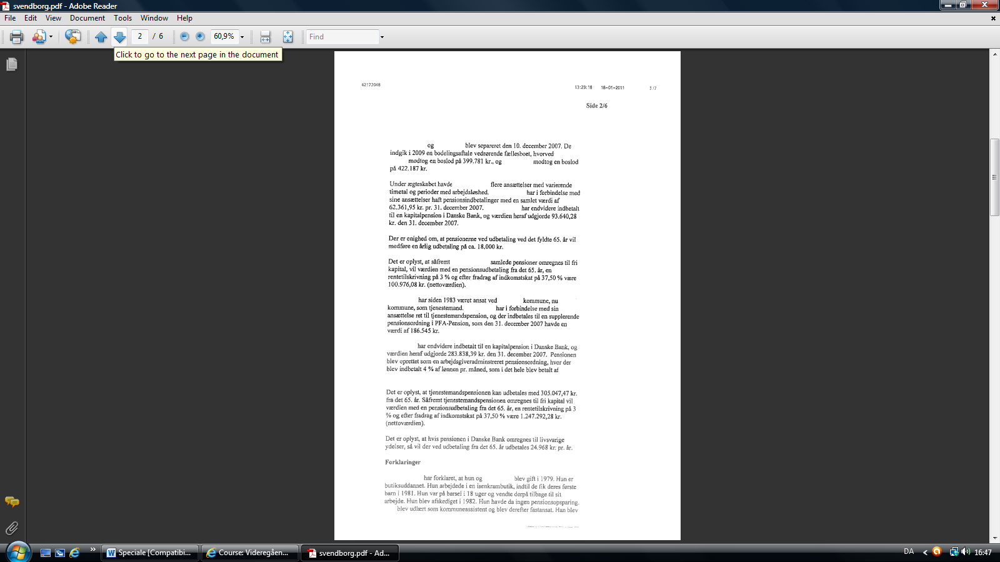 svendborg.pdf - Adobe Reader
File Edit View Document Tools Window Help
2 / 6 60,9% Find
Click to go to the next page in the document
62172048 13:29:18 18-01-2011 3 /7
Side 2/6
og blev separeret den 10. december 2007. De
indgik i 2009 en bodelingsaftale vedrørende fællesboet, hvorved
modtog en boslod på 399.781 kr., og modtog en boslod
på 422.187 kr.
Under ægteskabet havde flere ansættelser med varierende
timetal og perioder med arbejdsløshed. har i forbindelse med
sine ansættelser haft pensionsindbetalinger med en samlet værdi af
62.361,95 kr. pr. 31. december 2007. har endvidere indbetalt
til en kapitalpension i Danske Bank, og værdien heraf udgjorde 93.640,28
kr. den 31. december 2007.
Der er enighed om, at pensionerne ved udbetaling ved det fyldte 65. år vil
medføre en årlig udbetaling på ca. 18.000 kr.
Det er oplyst, at såfremt samlede pensioner omregnes til fri
kapital, vil værdien med en pensionsudbetaling fra det 65. år, en
rentetilskrivning på 3 % og efter fradrag af indkomstskat på 37,50 % være
100.976,08 kr. (nettoværdien).
har siden 1983 været ansat ved kommune, nu
kommune, som tjenestemand. har i forbindelse med sin
ansættelse ret til tjenestemandspension, og der indbetales til en supplerende
pensionsordning i PFA-Pension, som den 31. december 2007 havde en
værdi af 186.545 kr.
har endvidere indbetalt til en kapitalpension i Danske Bank, og
værdien heraf udgjorde 283.838,39 kr. den 31. december 2007. Pensionen
blev oprettet som en arbejdsgiveradminstreret pensionsordning, hvor der
blev indbetalt 4 % af lønnen pr. måned, som i det hele blev betalt af
Det er oplyst, at tjenestemandspensionen kan udbetales med 305.047,47 kr.
fra det 65. år. Såfremt tjenestemandspensionen omregnes til fri kapital vil
værdien med en pensionsudbetaling fra det 65. år, en rentetilskrivning på 3
% og efter fradrag af indkomstskat på 37,50 % være 1.247.292,28 kr.
(nettoværdien).
Det er oplyst, at hvis pensionen i Danske Bank omregnes til livsvarige
ydelser, så vil der ved udbetaling fra det 65. år udbetales 24.968 kr. pr. år.
Forklaringer
har forklaret, at hun og blev gift i 1979. Hun er
butiksuddannet. Hun arbejdede i en isenkrambutik, indtil de fik deres første
barn i 1981. Hun var på barsel i 18 uger og vendte derpå tilbage til sit
arbejde. Hun blev afskediget i 1982. Hun havde da ingen pensionsopsparing.
blev udlært som kommuneassistent og blev derefter fastansat. Han blev
Speciale [Compatibi... Course: Videregåen... svendborg.pdf - Ad... DA 16:47